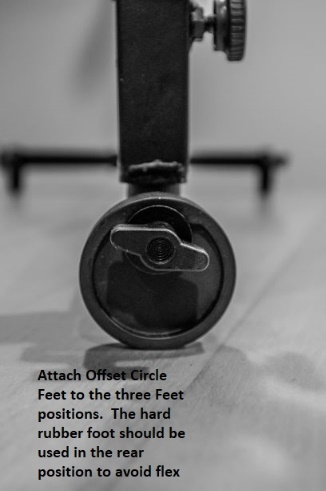 Attach Offset Circle
Feet to the three Feet
positions.  The hard
rubber foot should be
used in the rear
position to avoid flex